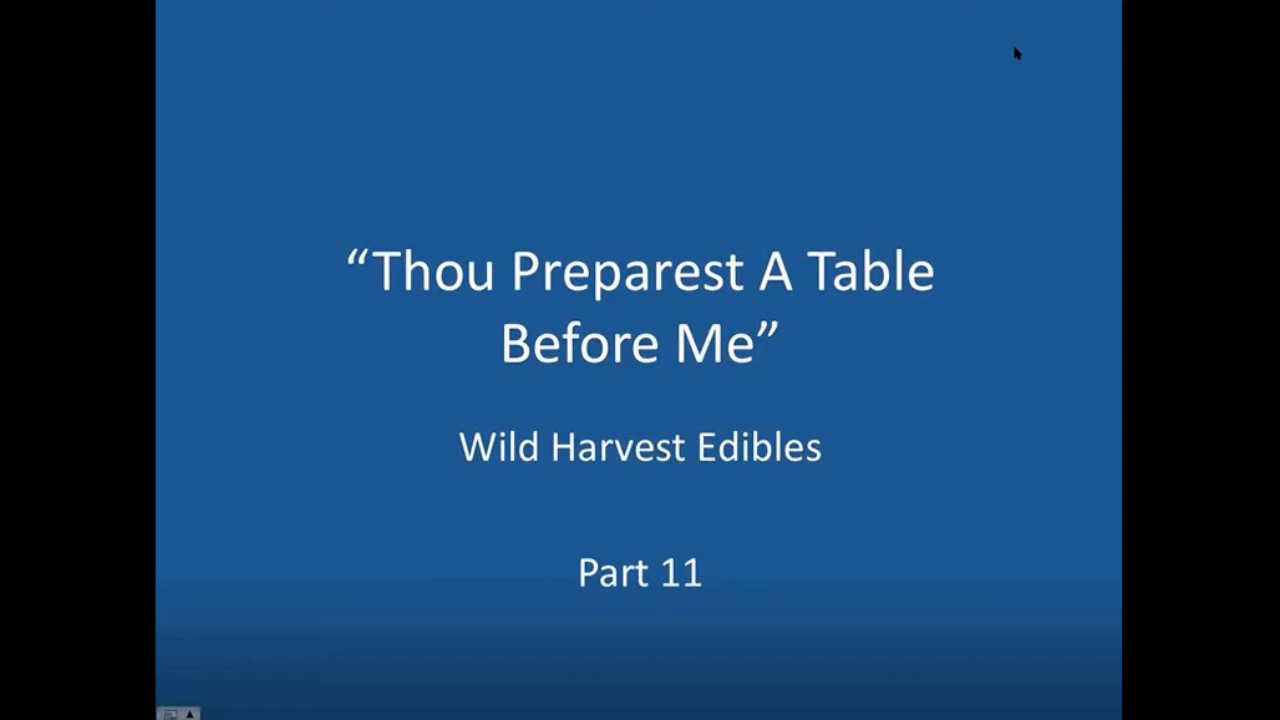 “Thou Preparest A Table
Before Me”
Wild Harvest Edibles
Part 11